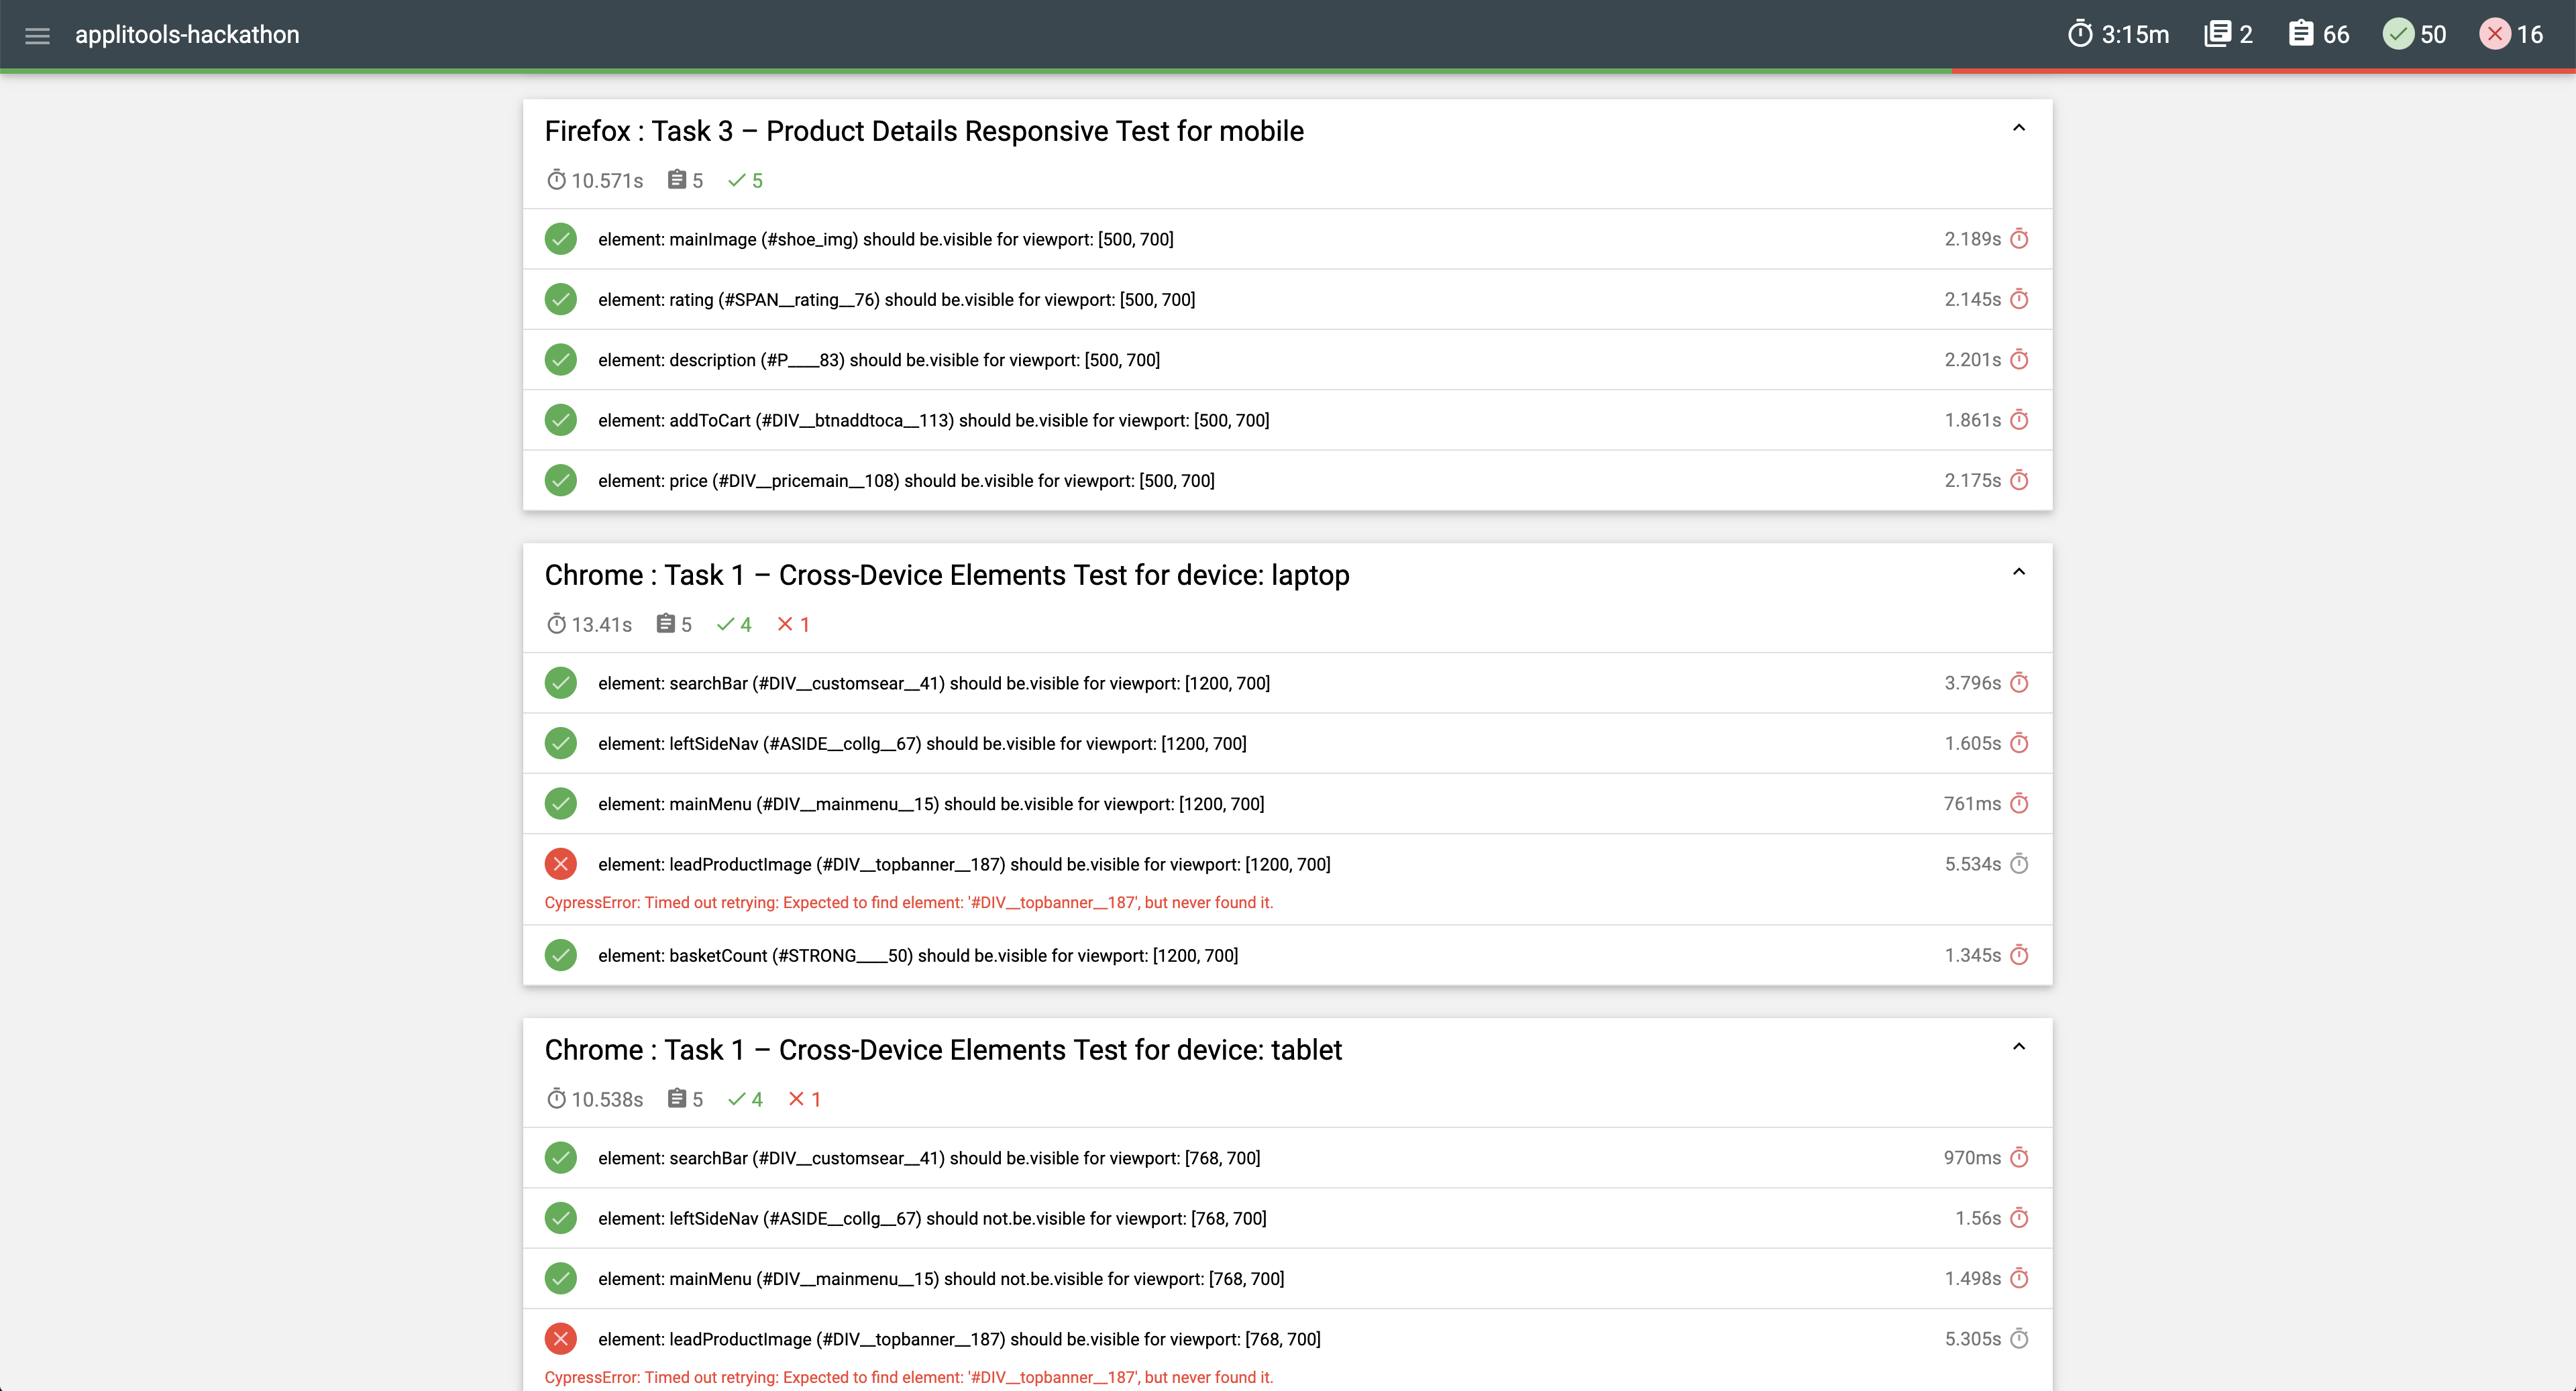 applitools-hackathon 3:15m 2 66 50 16
Firefox : Task 3 – Product Details Responsive Test for mobile
10.571s 5 5
element: mainImage (#shoe_img) should be.visible for viewport: [500, 700] 2.189s
element: rating (#SPAN__rating__76) should be.visible for viewport: [500, 700] 2.145s
element: description (#P____83) should be.visible for viewport: [500, 700] 2.201s
element: addToCart (#DIV__btnaddtoca__113) should be.visible for viewport: [500, 700] 1.861s
element: price (#DIV__pricemain__108) should be.visible for viewport: [500, 700] 2.175s
Chrome : Task 1 – Cross-Device Elements Test for device: laptop
13.41s 5 4 1
element: searchBar (#DIV__customsear__41) should be.visible for viewport: [1200, 700] 3.796s
element: leftSideNav (#ASIDE__collg__67) should be.visible for viewport: [1200, 700] 1.605s
element: mainMenu (#DIV__mainmenu__15) should be.visible for viewport: [1200, 700] 761ms
element: leadProductImage (#DIV__topbanner__187) should be.visible for viewport: [1200, 700] 5.534s
CypressError: Timed out retrying: Expected to find element: '#DIV__topbanner__187', but never found it.
element: basketCount (#STRONG____50) should be.visible for viewport: [1200, 700] 1.345s
Chrome : Task 1 – Cross-Device Elements Test for device: tablet
10.538s 5 4 1
element: searchBar (#DIV__customsear__41) should be.visible for viewport: [768, 700] 970ms
element: leftSideNav (#ASIDE__collg__67) should not.be.visible for viewport: [768, 700] 1.56s
element: mainMenu (#DIV__mainmenu__15) should not.be.visible for viewport: [768, 700] 1.498s
element: leadProductImage (#DIV__topbanner__187) should be.visible for viewport: [768, 700] 5.305s
CypressError: Timed out retrying: Expected to find element: '#DIV__topbanner__187', but never found it.